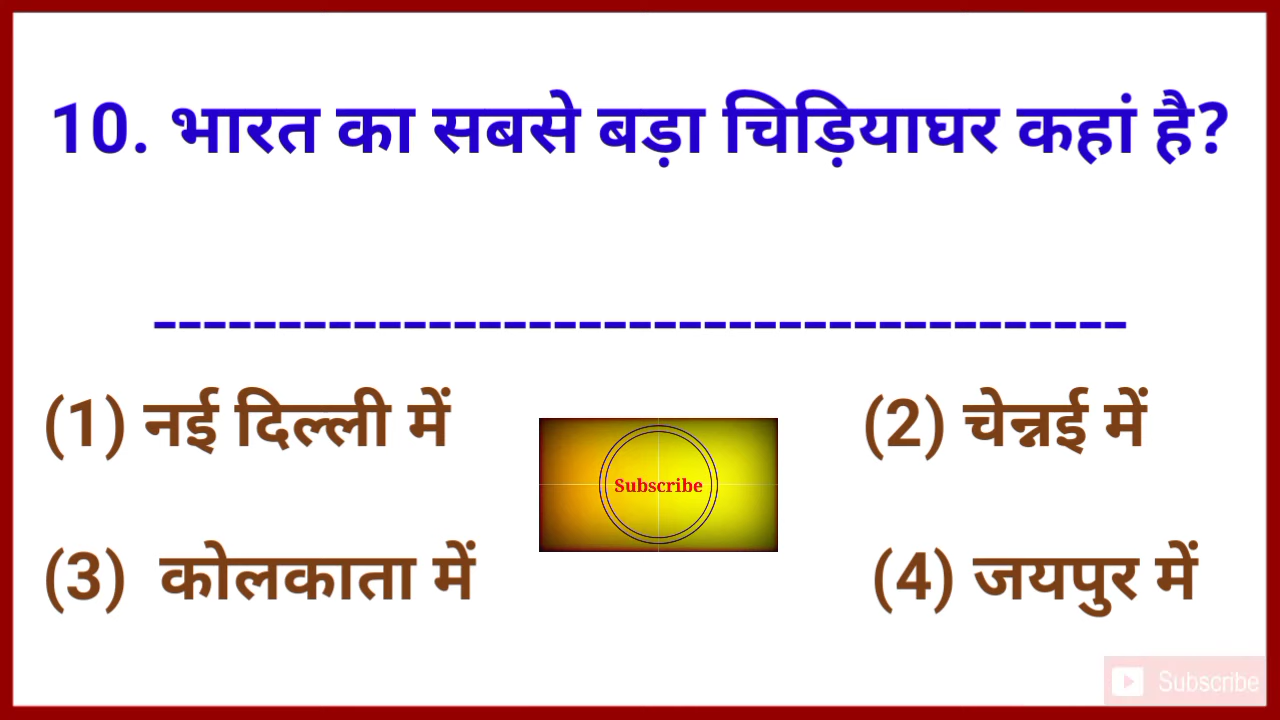 10. भारत का सबसे बड़ा चिड़ियाघर कहां है?
----------------------------------------
(1) नई दिल्ली में
(2) चेन्नई में
Subscribe
(3) कोलकाता में
(4) जयपुर में
Subscribe